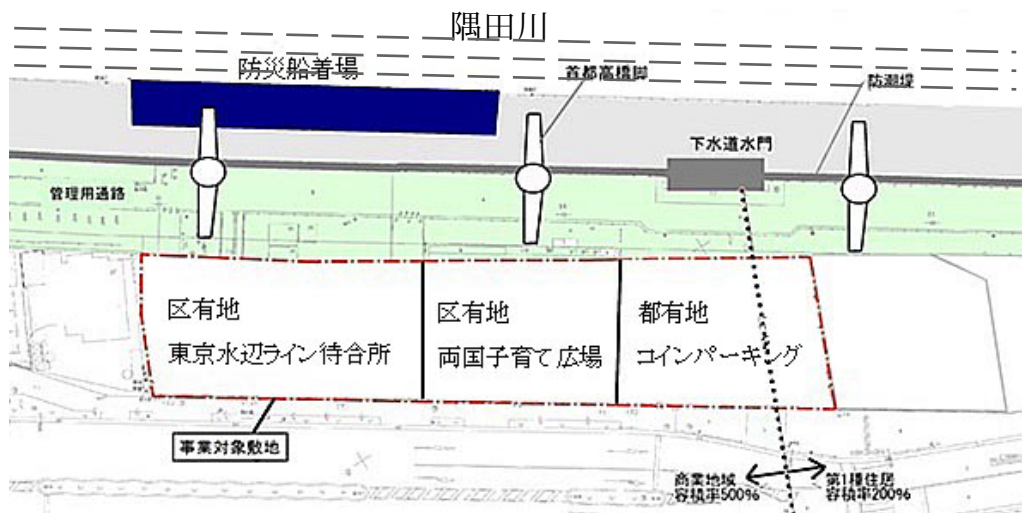 隅田川
防災船着場
首都高橋脚
防潮堤
下水道水門
管理用通路
区有地
東京水辺ライン待合所
区有地
両国子育て広場
都有地
コインパーキング
事業対象敷地
商業地域
容積率500%
第1種住居
容積率200%